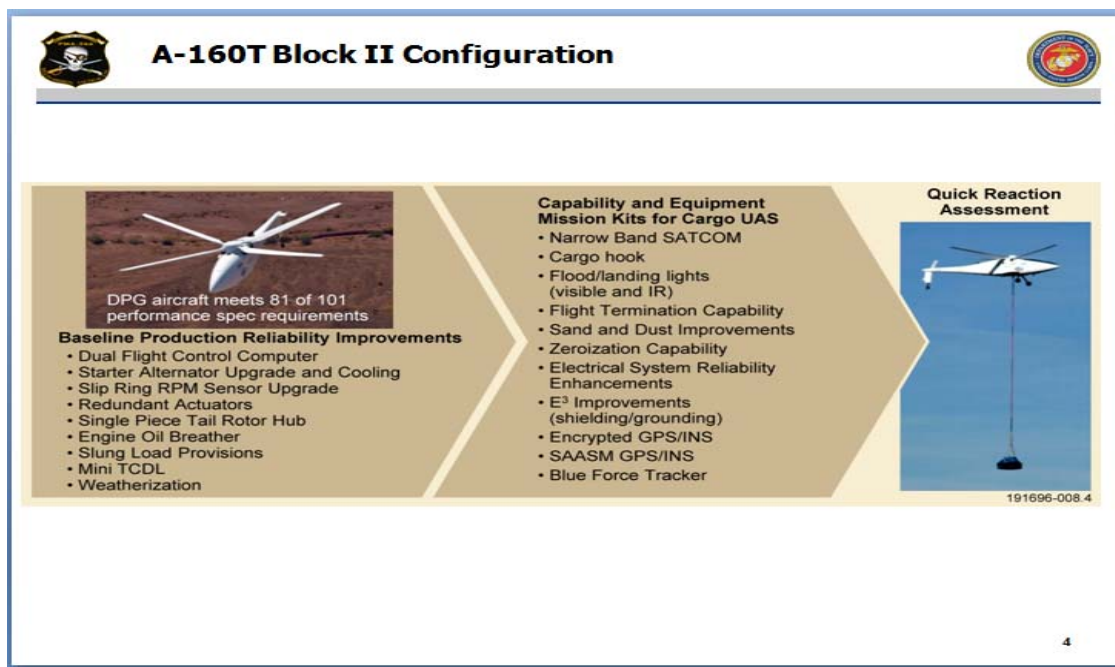 A-160T Block II Configuration
DPG aircraft meets 81 of 101
performance spec requirements
Baseline Production Reliability Improvements
• Dual Flight Control Computer
• Starter Alternator Upgrade and Cooling
• Slip Ring RPM Sensor Upgrade
• Redundant Actuators
• Single Piece Tail Rotor Hub
• Engine Oil Breather
• Slung Load Provisions
• Mini TCDL
• Weatherization
Capability and Equipment
Mission Kits for Cargo UAS
• Narrow Band SATCOM
• Cargo hook
• Flood/landing lights
(visible and IR)
• Flight Termination Capability
• Sand and Dust Improvements
• Zeroization Capability
• Electrical System Reliability
Enhancements
• E³ Improvements
(shielding/grounding)
• Encrypted GPS/INS
• SAASM GPS/INS
• Blue Force Tracker
Quick Reaction
Assessment
191696-008.4
4